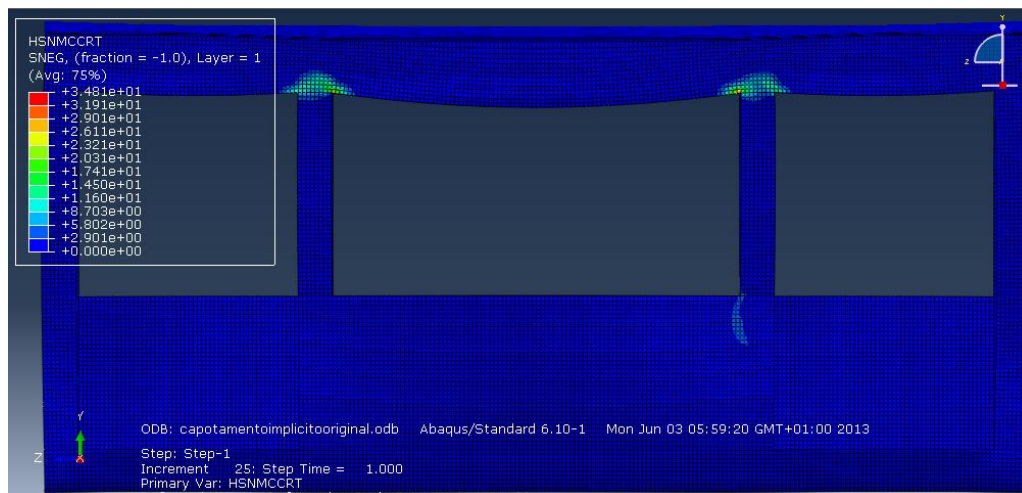 HSNMCCRT
SNEG, (fraction = -1.0), Layer = 1
(Avg: 75%)
+3.481e+01
+3.191e+01
+2.901e+01
+2.611e+01
+2.321e+01
+2.031e+01
+1.741e+01
+1.450e+01
+1.160e+01
+8.703e+00
+5.802e+00
+2.901e+00
+0.000e+00
Y
Z
Y
Z
X
ODB: capotamentoimplicitooriginal.odb Abaqus/Standard 6.10-1 Mon Jun 03 05:59:20 GMT+01:00 2013
Step: Step-1
Increment 25: Step Time = 1.000
Primary Var: HSNMCCRT